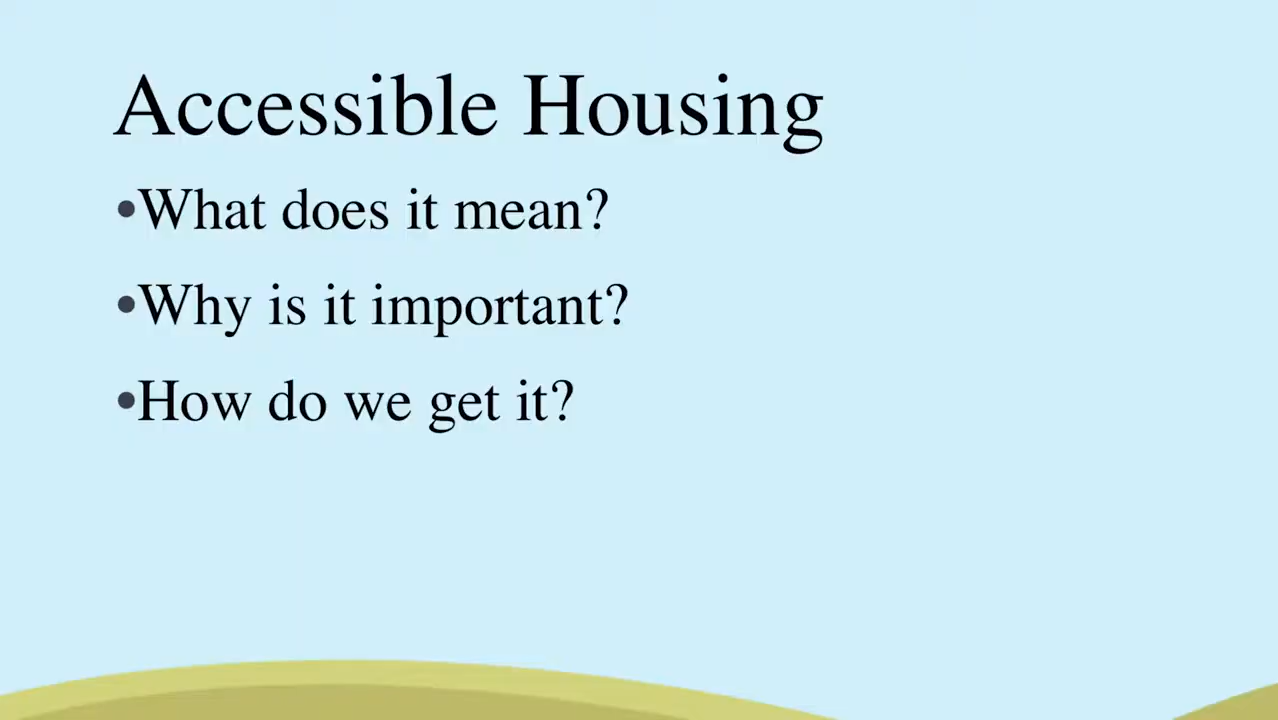 Accessible Housing
•What does it mean?
•Why is it important?
•How do we get it?